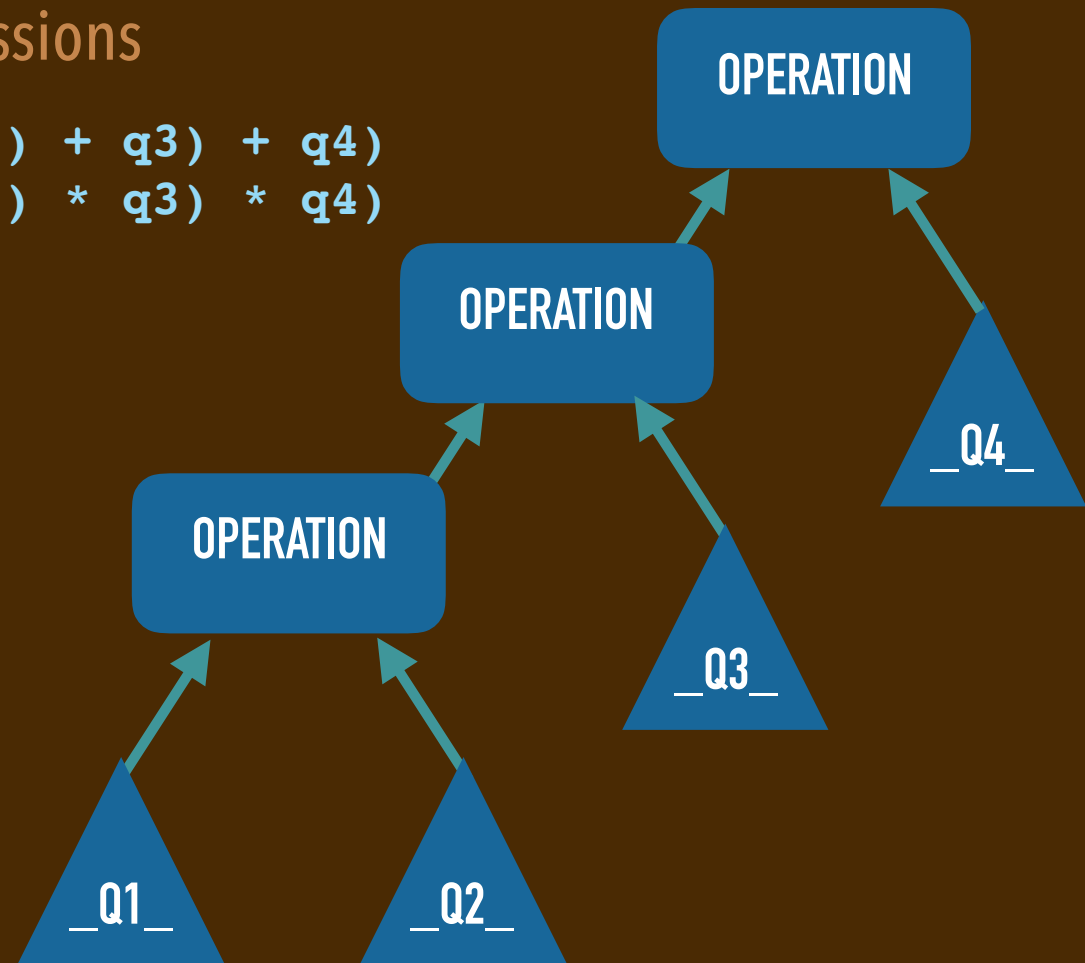 ssions
) + q3) + q4)
) * q3) * q4)
OPERATION
OPERATION
OPERATION
_Q4_
_Q3_
_Q1_
_Q2_